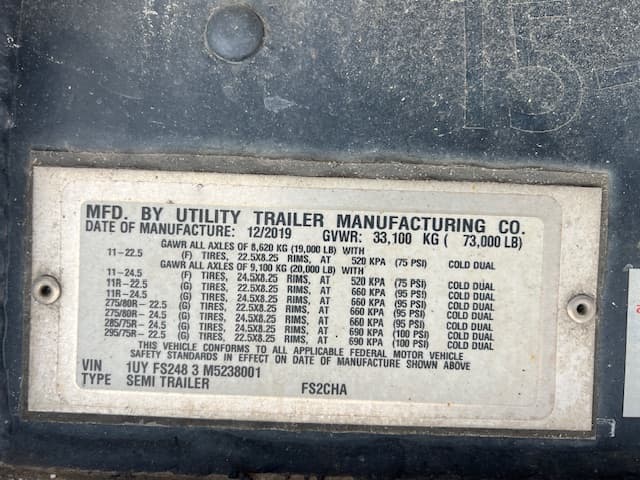 15
MFD. BY UTILITY TRAILER MANUFACTURING CO.
DATE OF MANUFACTURE: 12/2019 GVWR: 33,100 KG ( 73,000 LB)
GAWR ALL AXLES OF 8,620 KG (19,000 LB) WITH
11-22.5 (F) TIRES, 22.5X8.25 RIMS, AT 520 KPA (75 PSI) COLD DUAL
GAWR ALL AXLES OF 9,100 KG (20,000 LB) WITH
11-24.5 (F) TIRES, 24.5X8.25 RIMS, AT 520 KPA (75 PSI) COLD DUAL
11R-22.5 (G) TIRES, 22.5X8.25 RIMS, AT 660 KPA (95 PSI) COLD DUAL
11R-24.5 (G) TIRES, 24.5X8.25 RIMS, AT 660 KPA (95 PSI) COLD DUAL
275/80R- 22.5 (G) TIRES, 22.5X8.25 RIMS, AT 660 KPA (95 PSI) COLD DUAL
275/80R- 24.5 (G) TIRES, 24.5X8.25 RIMS, AT 660 KPA (95 PSI) COLD DUAL
285/75R- 24.5 (G) TIRES, 24.5X8.25 RIMS, AT 690 KPA (100 PSI) COLD DUAL
295/75R- 22.5 (G) TIRES, 22.5X8.25 RIMS, AT 690 KPA (100 PSI) COLD DUAL
THIS VEHICLE CONFORMS TO ALL APPLICABLE FEDERAL MOTOR VEHICLE
SAFETY STANDARDS IN EFFECT ON DATE OF MANUFACTURE SHOWN ABOVE
VIN 1UY FS248 3 M5238001
TYPE SEMI TRAILER FS2CHA